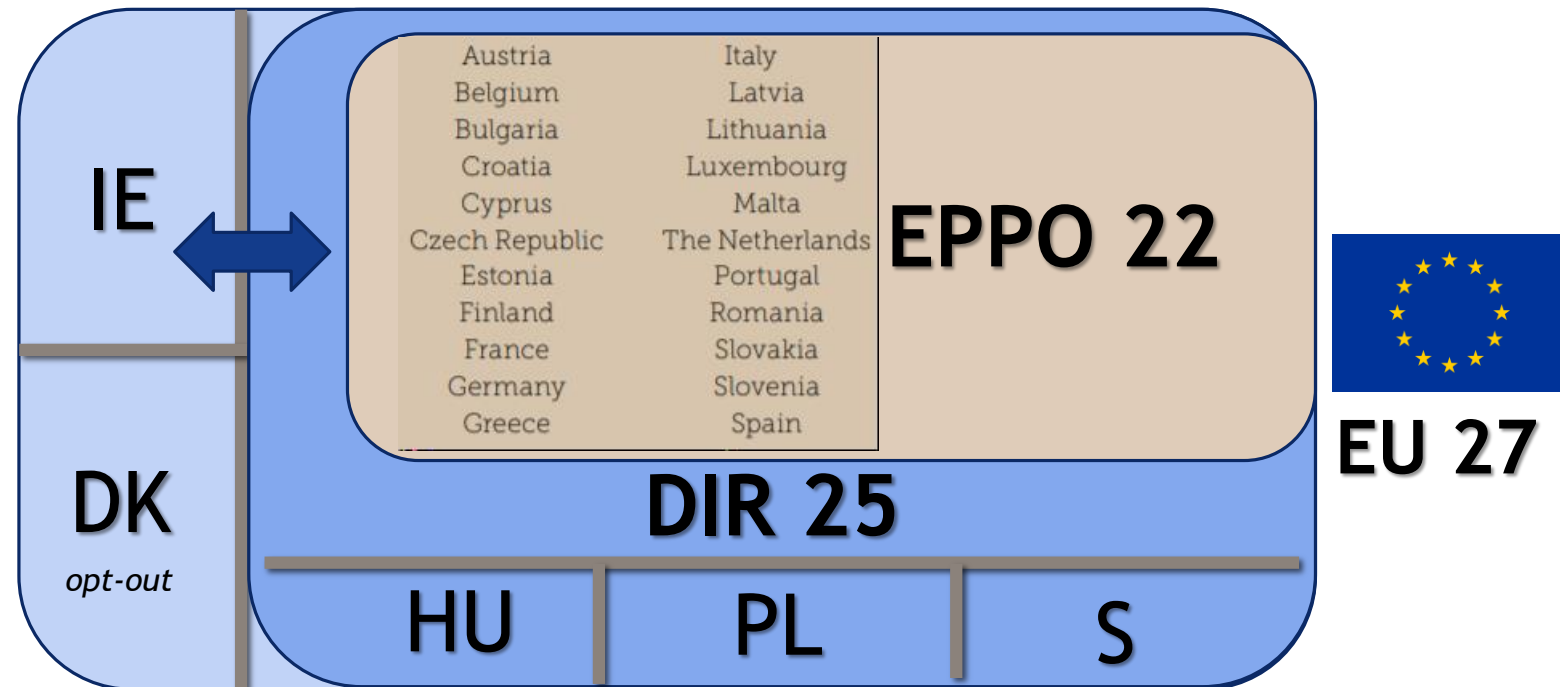 IE
DK
opt-out
Austria
Belgium
Bulgaria
Croatia
Cyprus
Czech Republic
Estonia
Finland
France
Germany
Greece
Italy
Latvia
Lithuania
Luxembourg
Malta
The Netherlands
Portugal
Romania
Slovakia
Slovenia
Spain
EPPO 22
DIR 25
HU
PL
S
EU 27